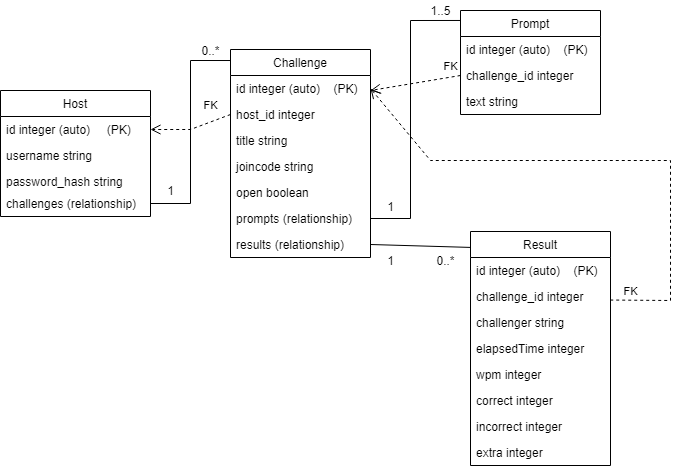 Host
id integer (auto) (PK)
username string
password_hash string
challenges (relationship)
1
0..*
FK
Challenge
id integer (auto) (PK)
host_id integer
title string
joincode string
open boolean
prompts (relationship)
results (relationship)
1
1..5
FK
Prompt
id integer (auto) (PK)
challenge_id integer
text string
1
0..*
Result
id integer (auto) (PK)
challenge_id integer
challenger string
elapsedTime integer
wpm integer
correct integer
incorrect integer
extra integer
FK